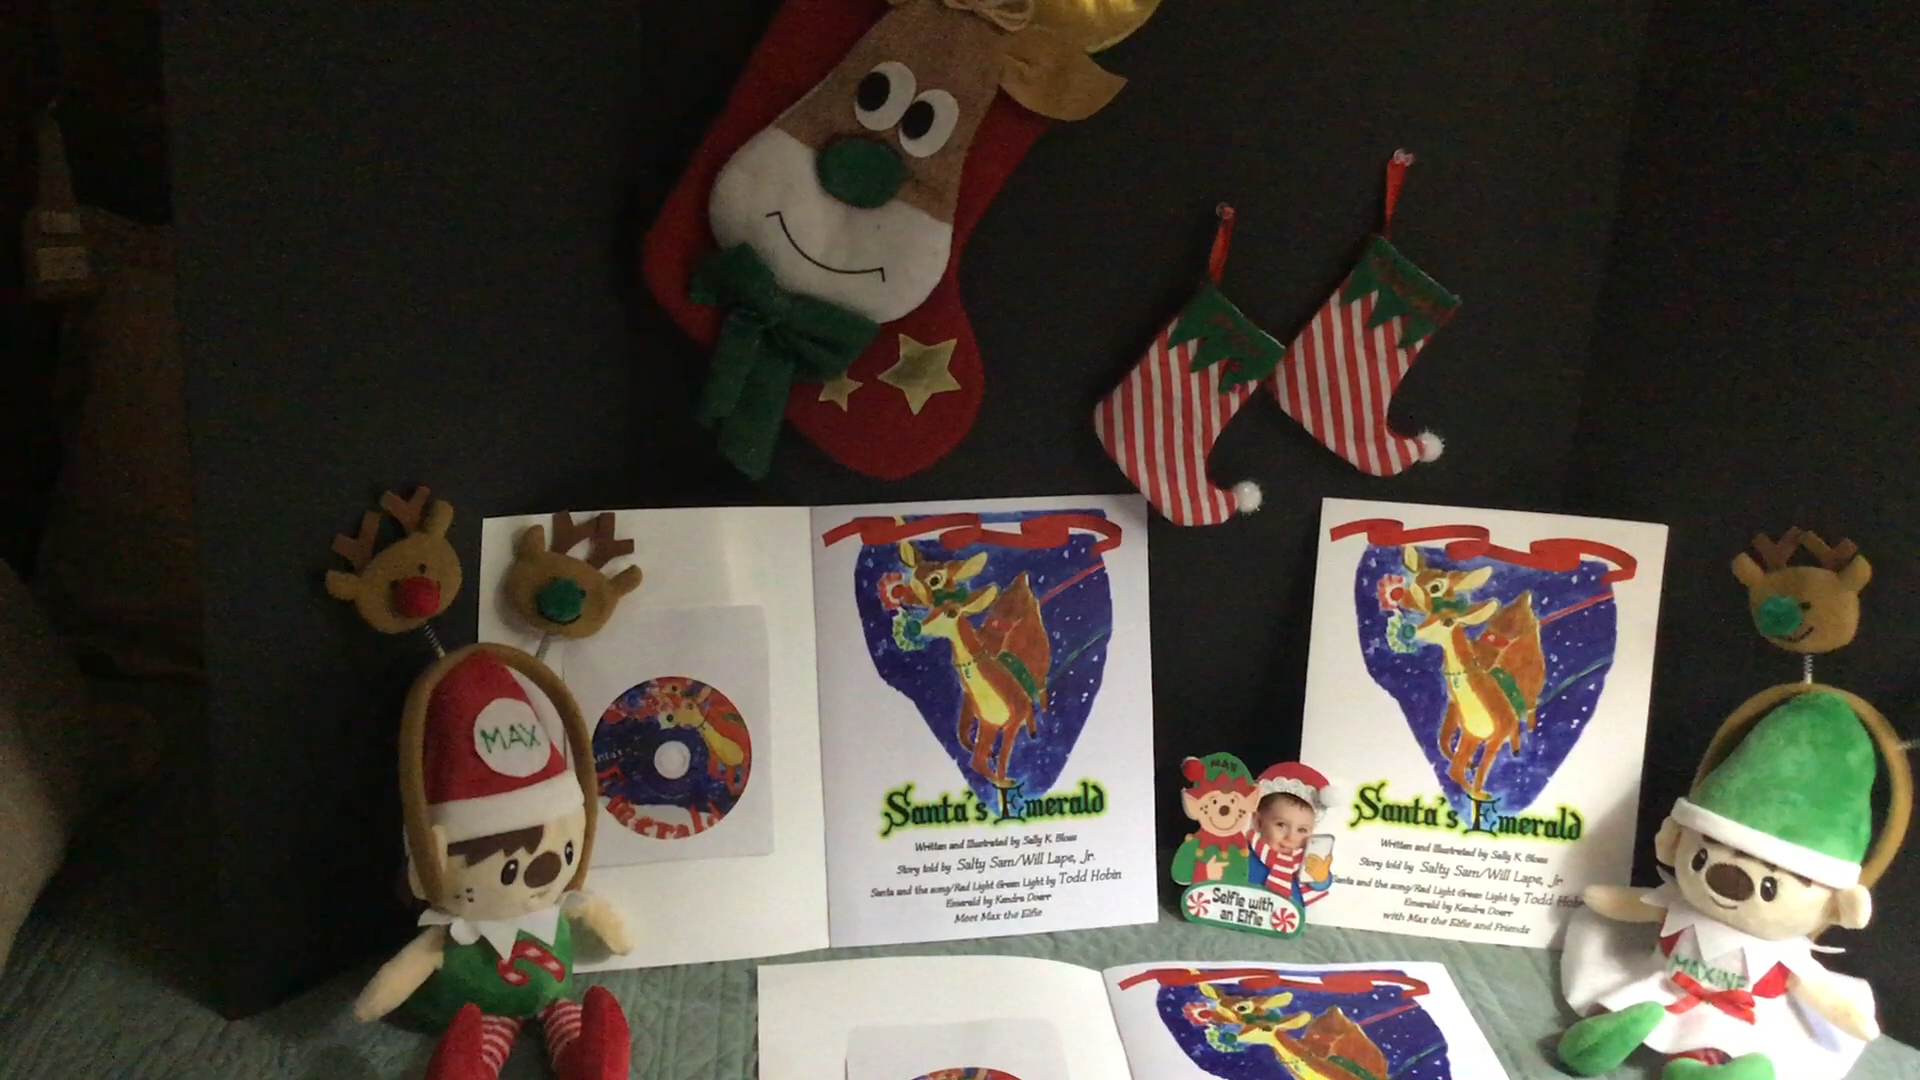 MAX
Emerald
Santa's Emerald
Written and Illustrated by Sally K. Bloss
Story told by Salty Sam/Will Lape, Jr.
Santa and the song/Red Light Green Light by Todd Hobin
Emerald by Kendra Doerr
Meet Max the Elfie
MAX
Selfie with
an Elfie
Santa's Emerald
Written and Illustrated by Sally K. Bloss
Story told by Salty Sam/Will Lape, Jr.
Santa and the song/Red Light Green Light by Todd
Emerald by Kendra Doerr
with Max the Elfie and Friends
MAXINE